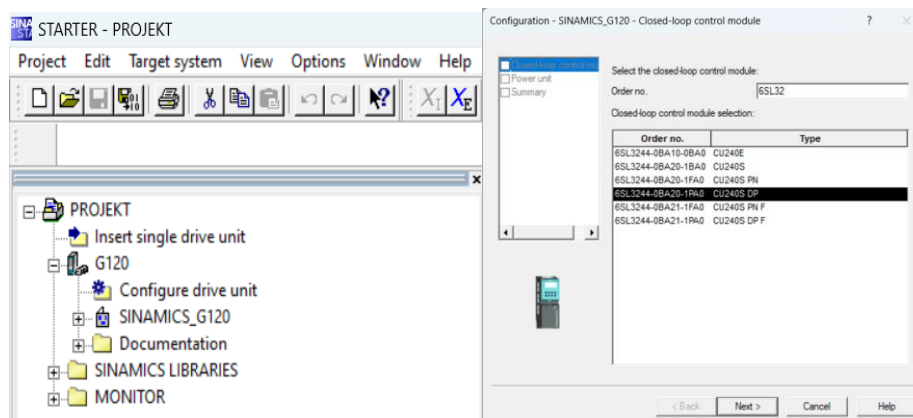 STARTER - PROJEKT
Project Edit Target system View Options Window Help
PROJEKT
Insert single drive unit
G120
Configure drive unit
SINAMICS_G120
Documentation
SINAMICS LIBRARIES
MONITOR
Configuration - SINAMICS_G120 - Closed-loop control module
Closed-loop control mo
Power unit
Summary
Select the closed-loop control module:
Order no. 6SL32
Closed-loop control module selection:
Order no. Type
6SL3244-0BA10-0BA0 CU240E
6SL3244-0BA20-1BA0 CU240S
6SL3244-0BA20-1FA0 CU240S PN
6SL3244-0BA20-1PA0 CU240S DP
6SL3244-0BA21-1FA0 CU240S PN F
6SL3244-0BA21-1PA0 CU240S DP F
< Back Next > Cancel Help